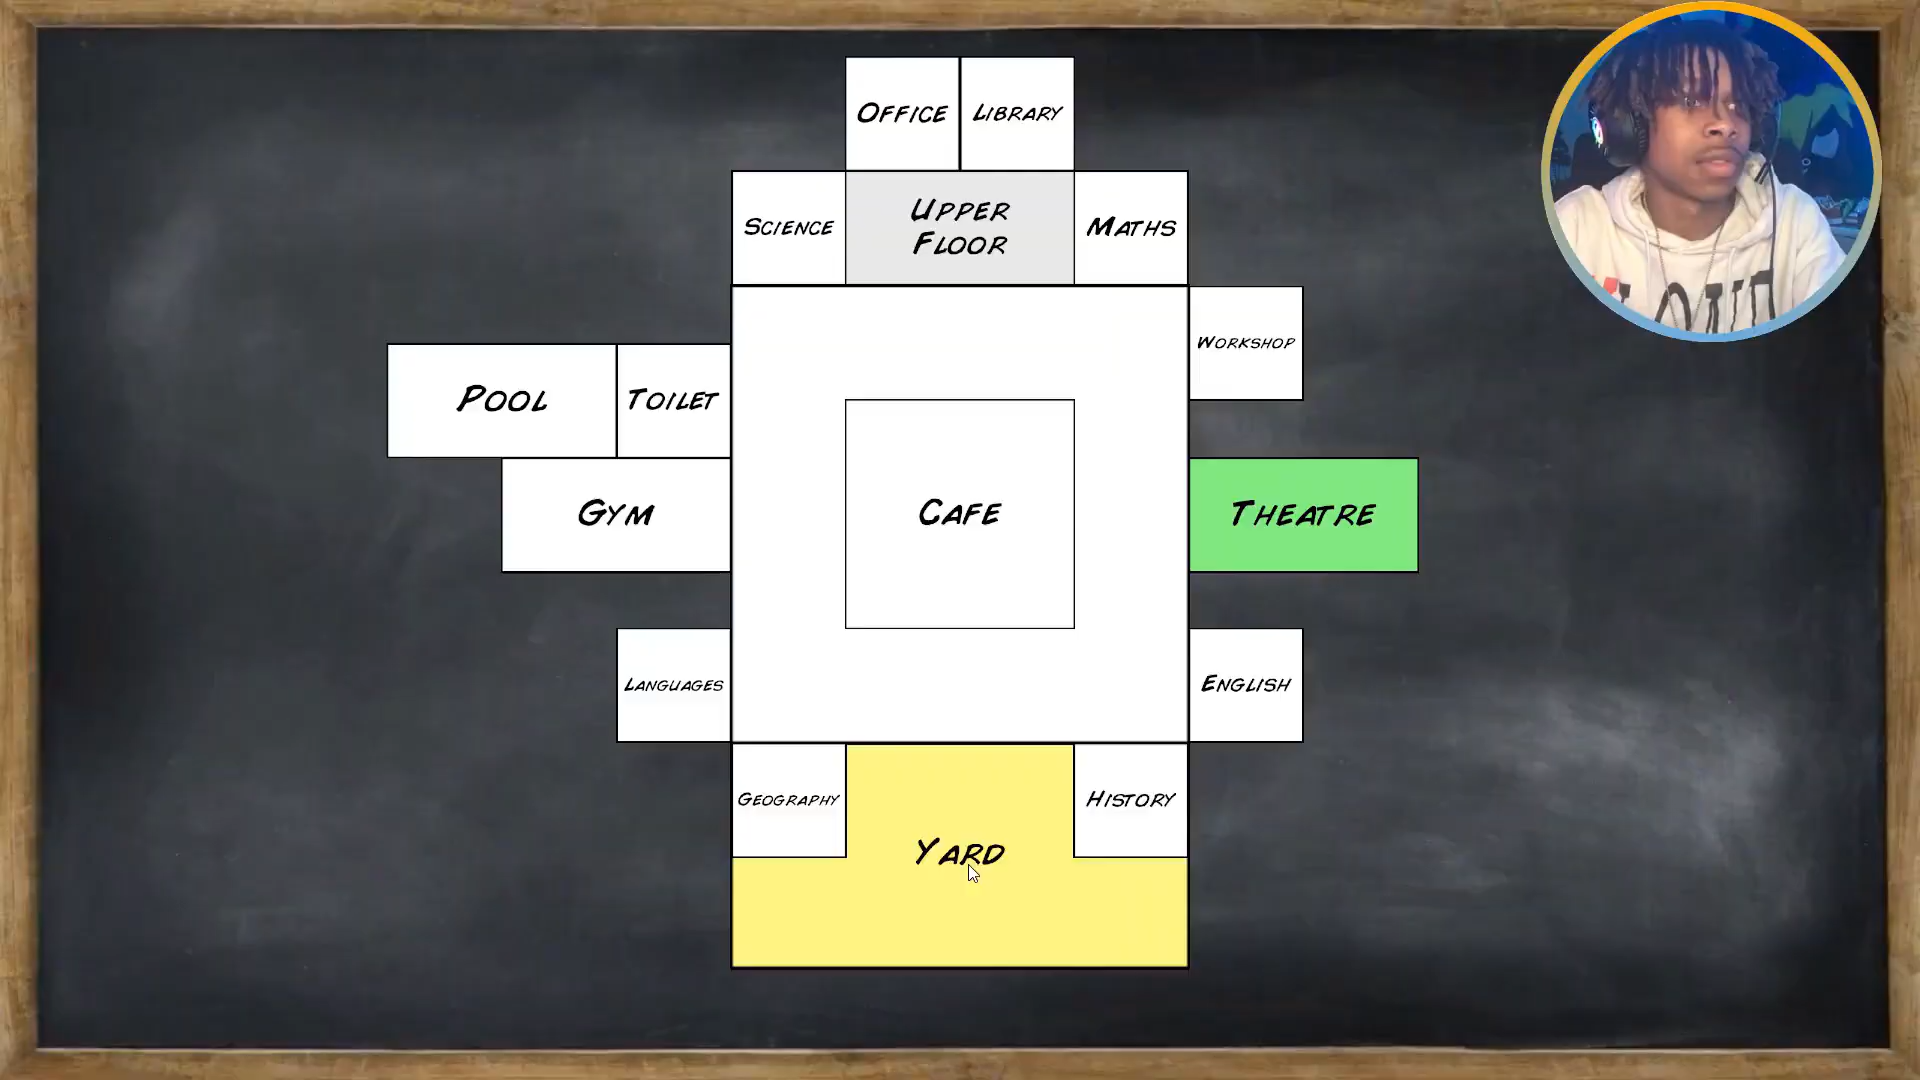 OFFICE
LIBRARY
SCIENCE
UPPER
FLOOR
MATHS
WORKSHOP
POOL
TOILET
GYM
CAFE
THEATRE
LANGUAGES
ENGLISH
GEOGRAPHY
YARD
HISTORY